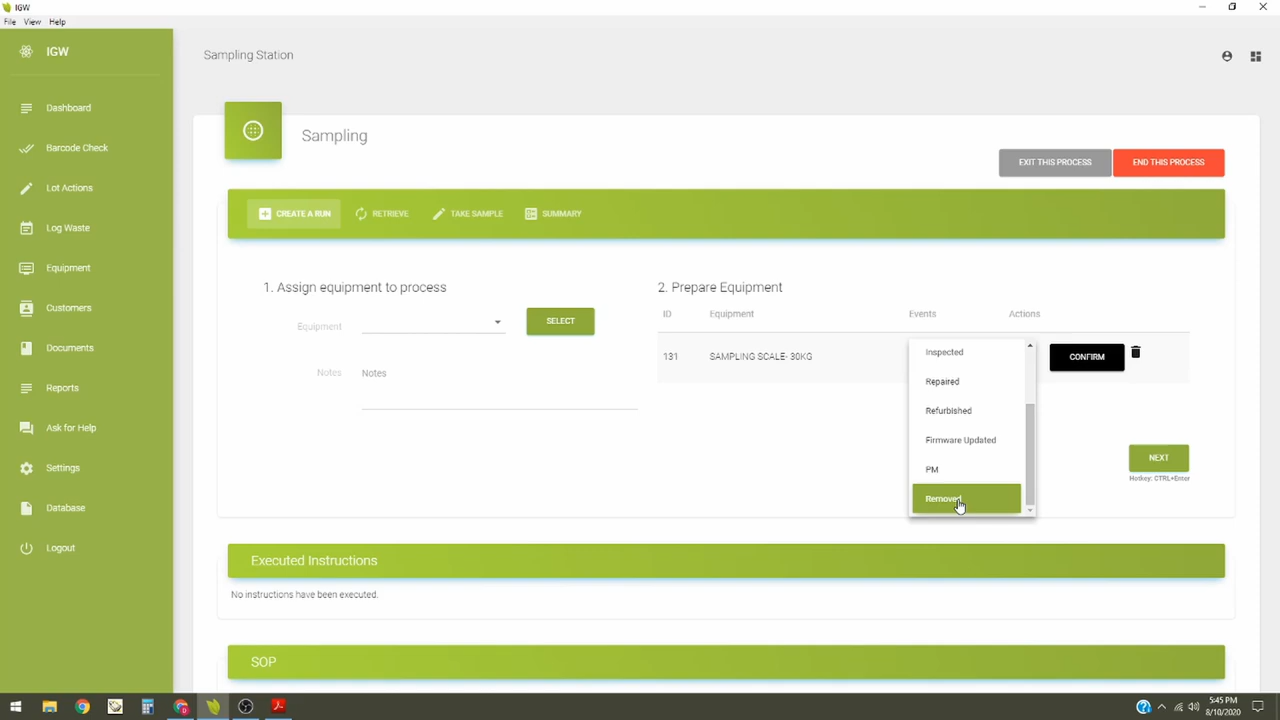 IGW
File View Help
IGW
Dashboard
Barcode Check
Lot Actions
Log Waste
Equipment
Customers
Documents
Reports
Ask for Help
Settings
Database
Logout
Sampling Station
Sampling
EXIT THIS PROCESS
END THIS PROCESS
CREATE A RUN
RETRIEVE
TAKE SAMPLE
SUMMARY
1. Assign equipment to process
Equipment
SELECT
Notes
Notes
2. Prepare Equipment
ID Equipment Events Actions
131 SAMPLING SCALE- 30KG
CONFIRM
Inspected
Repaired
Refurbished
Firmware Updated
PM
Removed
NEXT
Hotkey: CTRL+Enter
Executed Instructions
No instructions have been executed.
SOP
5:45 PM
8/10/2020